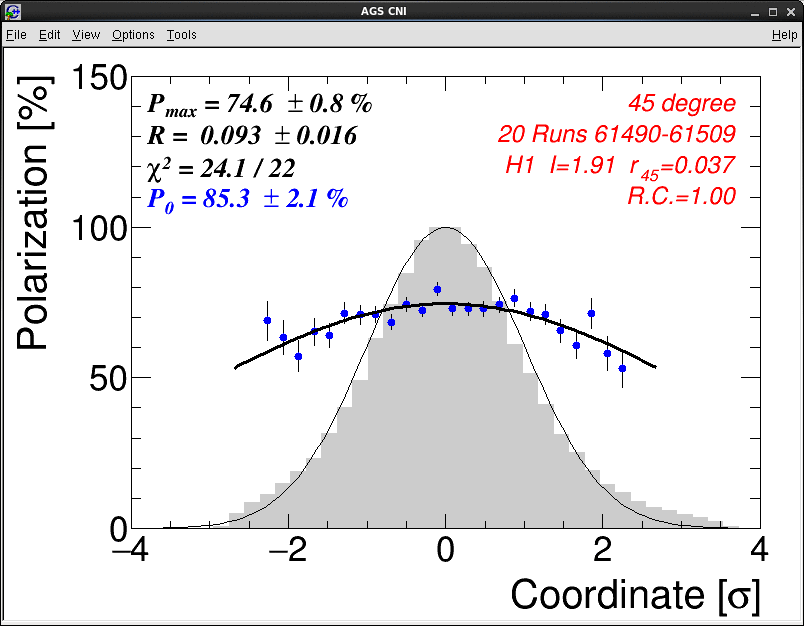 AGS CNI
File Edit View Options Tools Help
Polarization [%]
150
100
50
0
P_max = 74.6 ± 0.8 %
R = 0.093 ± 0.016
χ² = 24.1 / 22
P_0 = 85.3 ± 2.1 %
45 degree
20 Runs 61490-61509
H1 I=1.91 r_45=0.037
R.C.=1.00
−4 −2 0 2 4
Coordinate [σ]